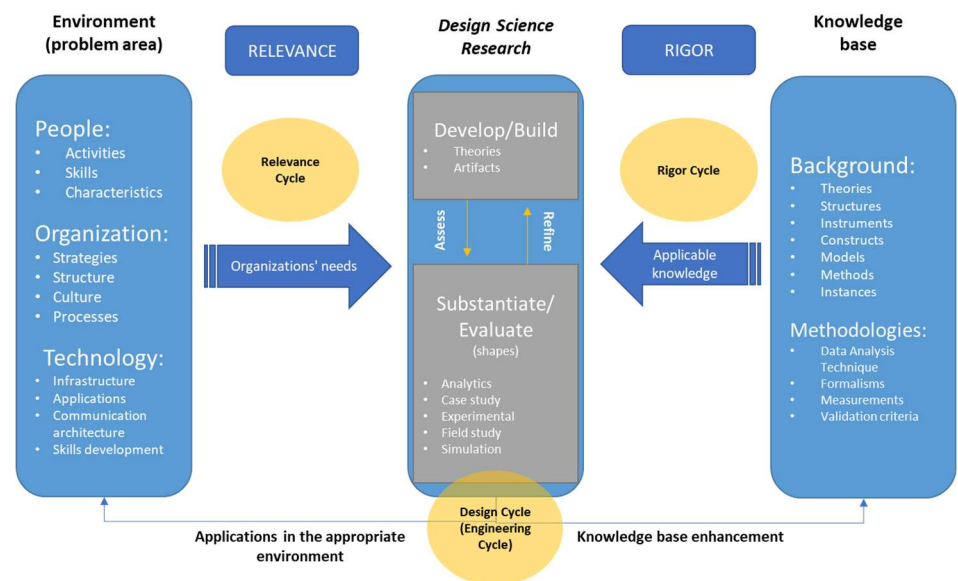 Environment
(problem area)
RELEVANCE
Design Science
Research
RIGOR
Knowledge
base
People:
• Activities
• Skills
• Characteristics
Organization:
• Strategies
• Structure
• Culture
• Processes
Technology:
• Infrastructure
• Applications
• Communication
architecture
• Skills development
Relevance
Cycle
Organizations' needs
Develop/Build
• Theories
• Artifacts
Assess
Refine
Substantiate/
Evaluate
(shapes)
• Analytics
• Case study
• Experimental
• Field study
• Simulation
Rigor Cycle
Applicable
knowledge
Background:
• Theories
• Structures
• Instruments
• Constructs
• Models
• Methods
• Instances
Methodologies:
• Data Analysis
Technique
• Formalisms
• Measurements
• Validation criteria
Applications in the appropriate
environment
Design Cycle
(Engineering
Cycle)
Knowledge base enhancement